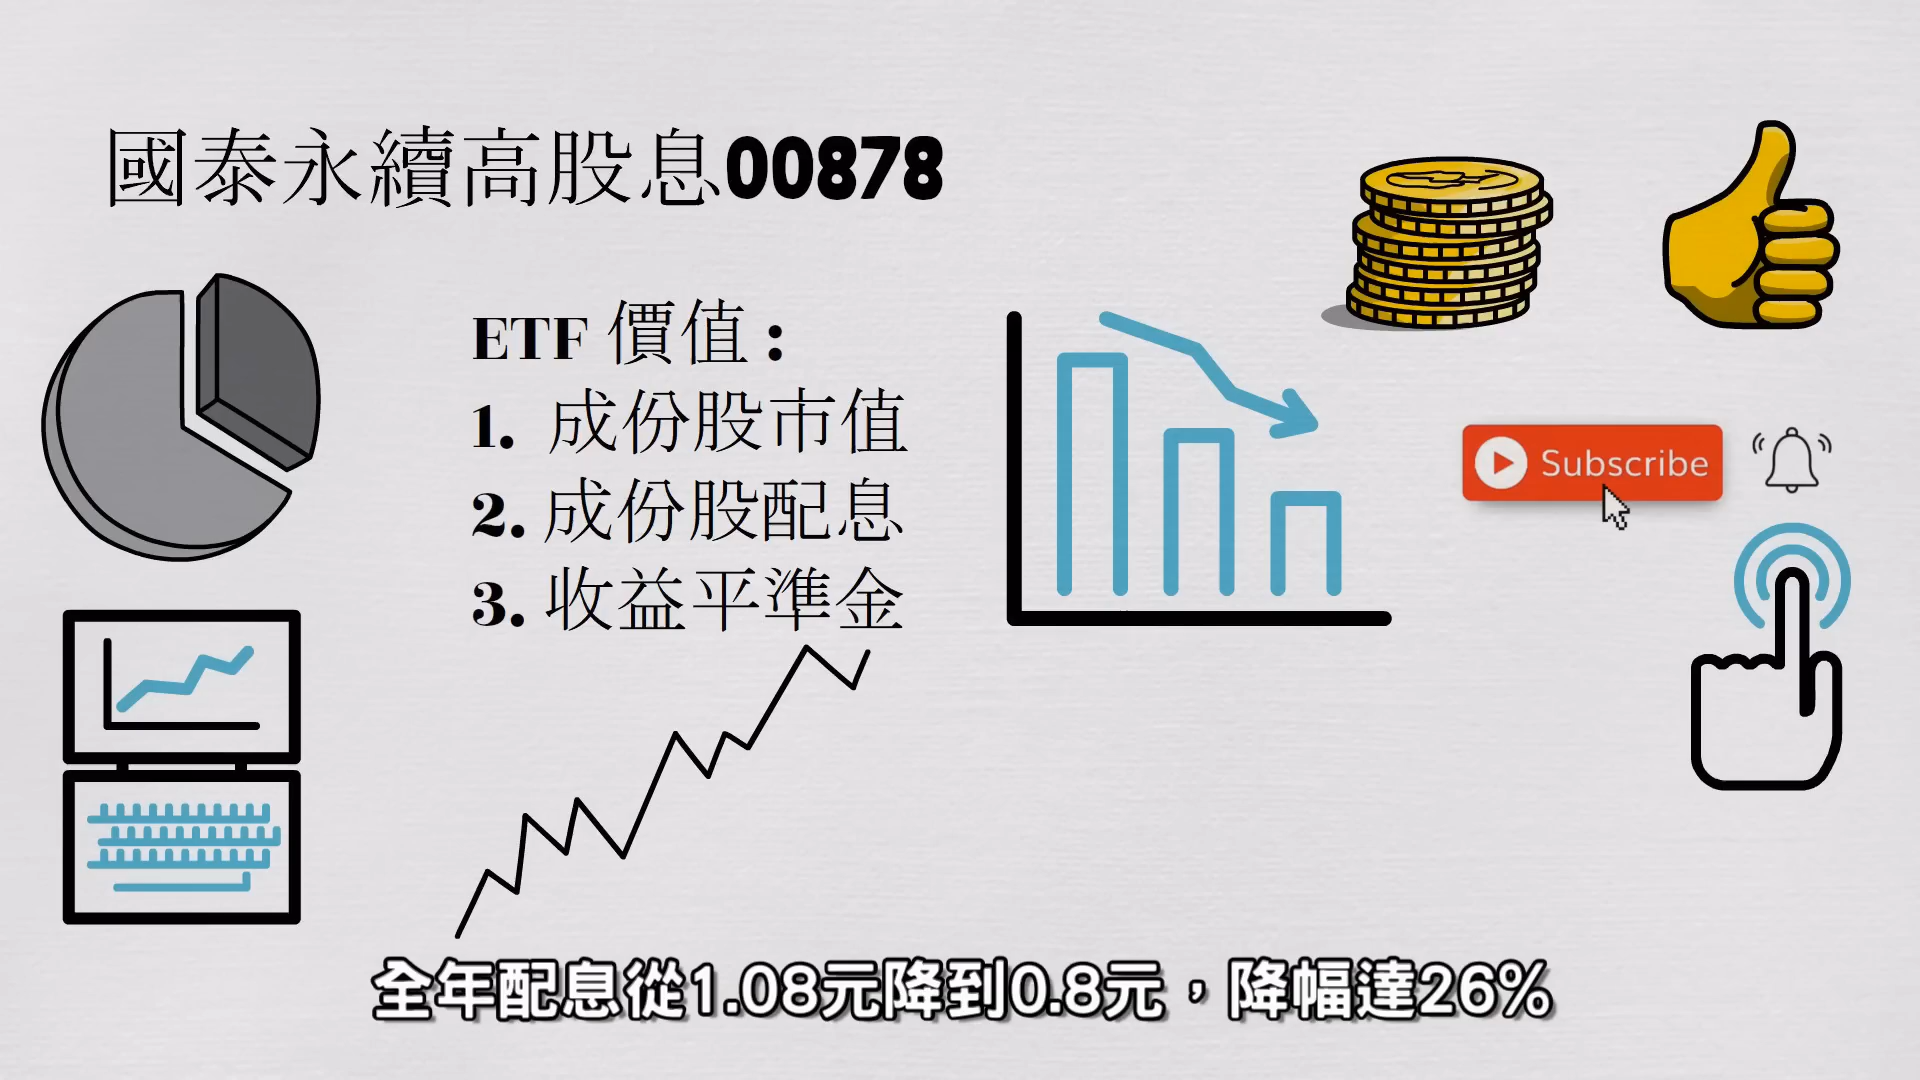 國泰永續高股息00878
ETF 價值：
1. 成份股市值
2. 成份股配息
3. 收益平準金
Subscribe
全年配息從1.08元降到0.8元，降幅達26%